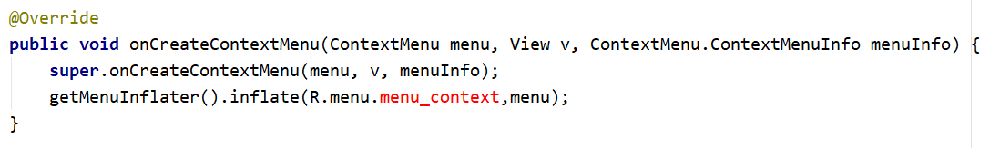 @Override
public void onCreateContextMenu(ContextMenu menu, View v, ContextMenu.ContextMenuInfo menuInfo) {
    super.onCreateContextMenu(menu, v, menuInfo);
    getMenuInflater().inflate(R.menu.menu_context,menu);
}